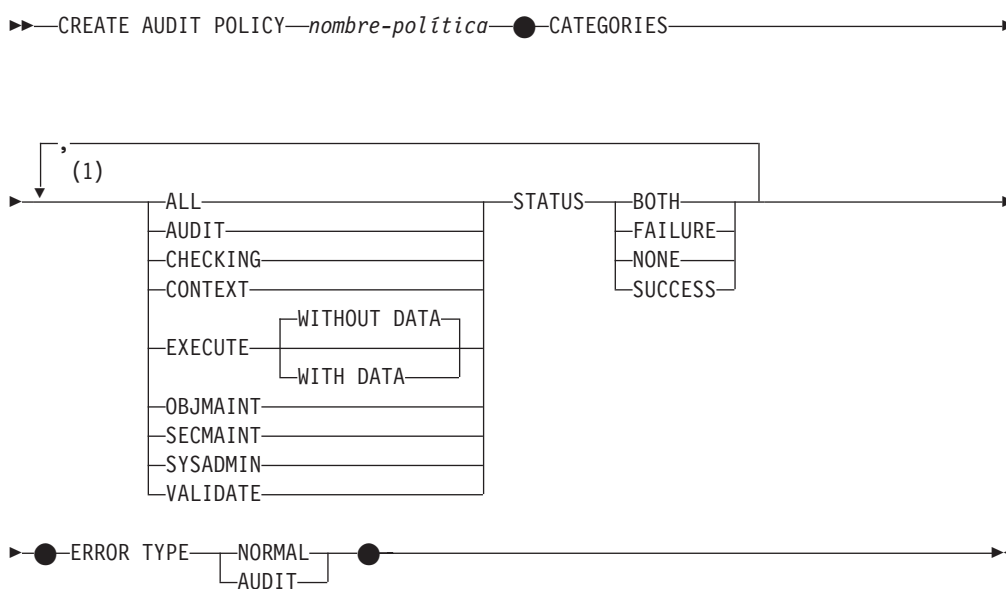 CREATE AUDIT POLICY nombre-política CATEGORIES
,
(1)
ALL STATUS BOTH
AUDIT FAILURE
CHECKING NONE
CONTEXT SUCCESS
WITHOUT DATA
EXECUTE
WITH DATA
OBJMAINT
SECMAINT
SYSADMIN
VALIDATE
ERROR TYPE NORMAL
AUDIT